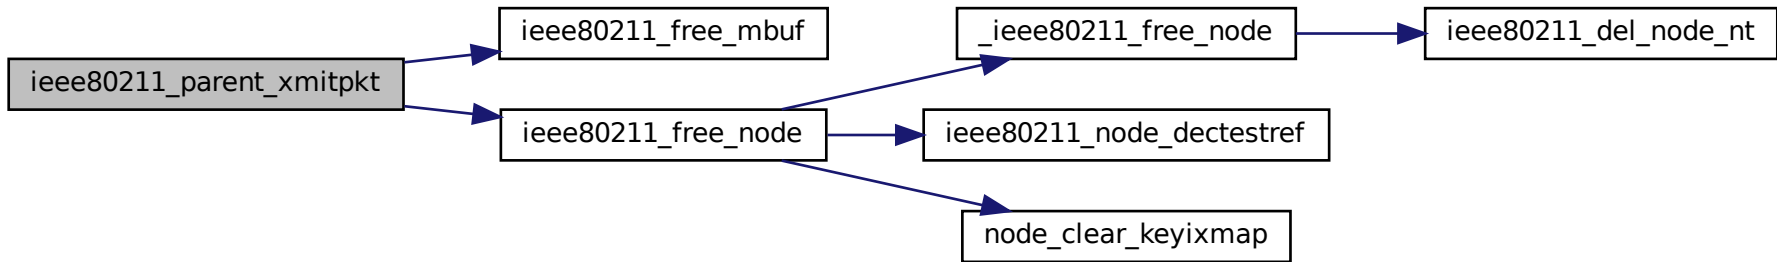 ieee80211_parent_xmitpkt
ieee80211_free_mbuf
ieee80211_free_node
_ieee80211_free_node
ieee80211_node_dectestref
node_clear_keyixmap
ieee80211_del_node_nt